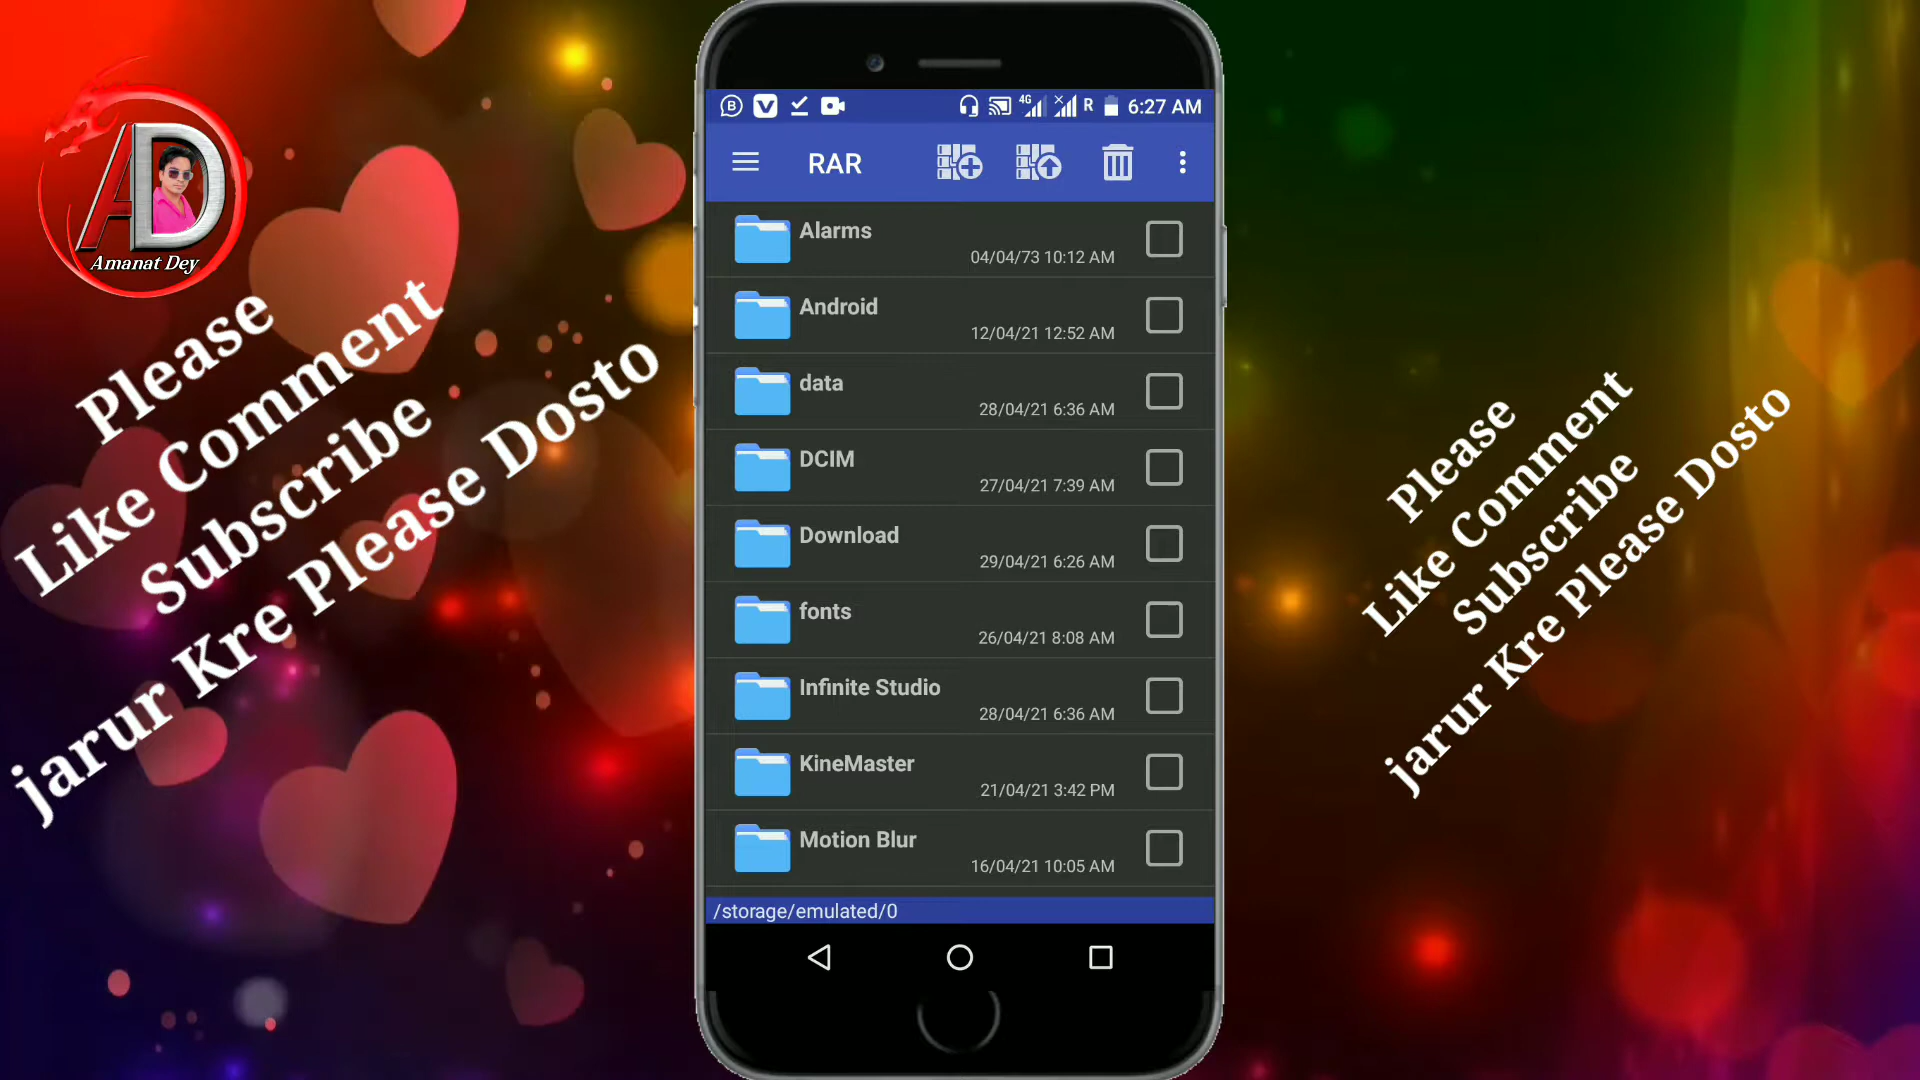 AD
Amanat Dey
Please
Like Comment
Subscribe
jarur Kre Please Dosto
4G
R
6:27 AM
RAR
Alarms
04/04/73 10:12 AM
Android
12/04/21 12:52 AM
data
28/04/21 6:36 AM
DCIM
27/04/21 7:39 AM
Download
29/04/21 6:26 AM
fonts
26/04/21 8:08 AM
Infinite Studio
28/04/21 6:36 AM
KineMaster
21/04/21 3:42 PM
Motion Blur
16/04/21 10:05 AM
/storage/emulated/0
Please
Like Comment
Subscribe
jarur Kre Please Dosto